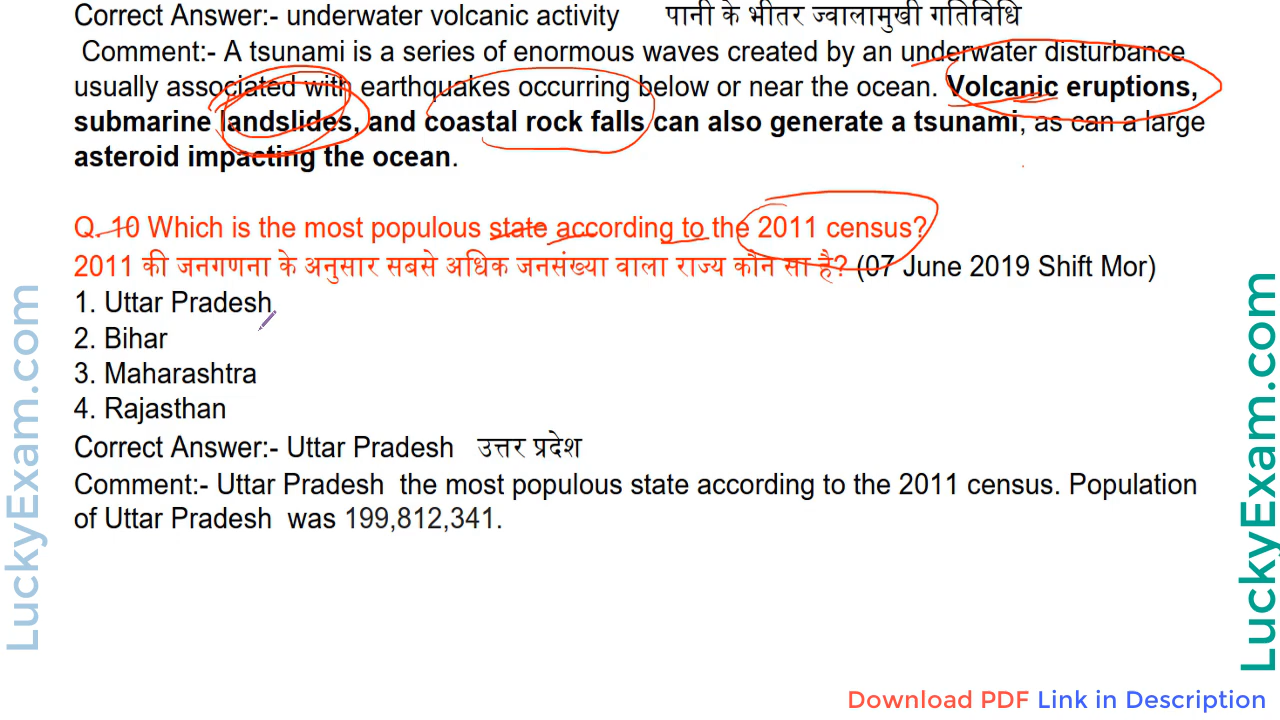 Correct Answer:- underwater volcanic activity पानी के भीतर ज्वालामुखी गतिविधि
Comment:- A tsunami is a series of enormous waves created by an underwater disturbance
usually associated with earthquakes occurring below or near the ocean. Volcanic eruptions,
submarine landslides, and coastal rock falls can also generate a tsunami, as can a large
asteroid impacting the ocean.
Q. 10 Which is the most populous state according to the 2011 census?
2011 की जनगणना के अनुसार सबसे अधिक जनसंख्या वाला राज्य कौन सा है? (07 June 2019 Shift Mor)
1. Uttar Pradesh
2. Bihar
3. Maharashtra
4. Rajasthan
Correct Answer:- Uttar Pradesh उत्तर प्रदेश
Comment:- Uttar Pradesh the most populous state according to the 2011 census. Population
of Uttar Pradesh was 199,812,341.
LuckyExam.com
LuckyExam.com
Download PDF Link in Description